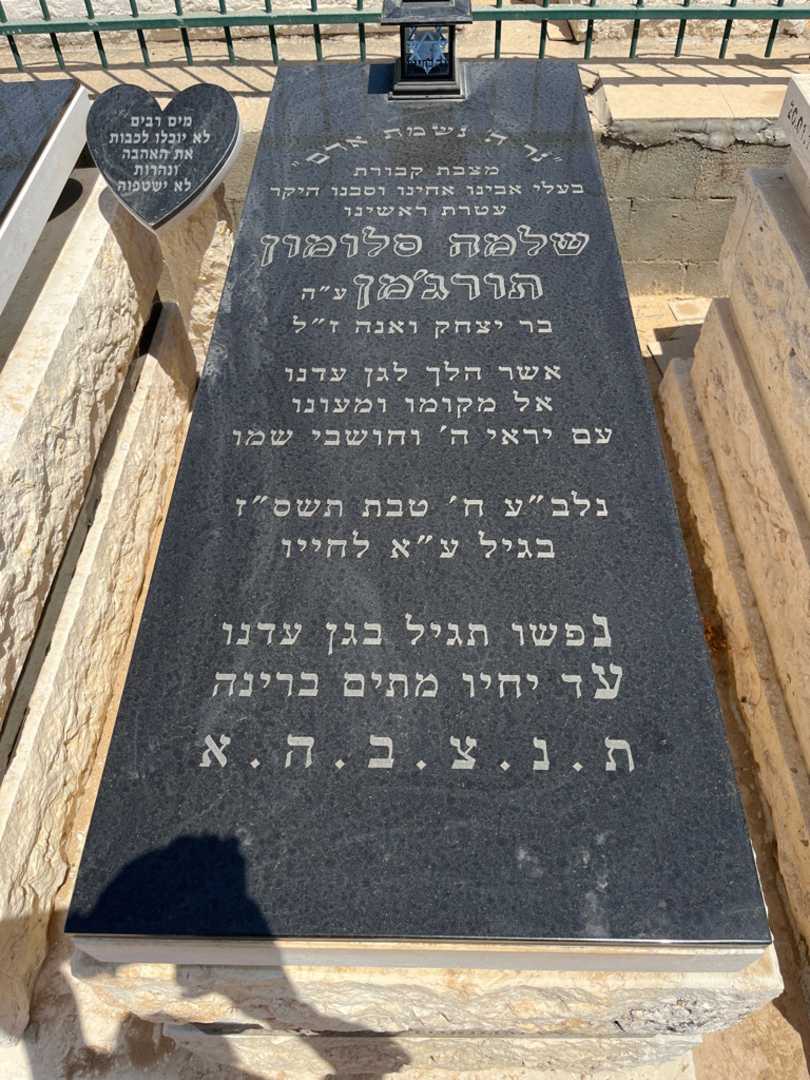 מים רבים
לא יוכלו לכבות
את האהבה
ונהרות
לא ישטפוה
"נר ה' נשמת אדם"
מצבת קבורת
בעלי אבינו אחינו וסבנו היקר
עטרת ראשינו
שלמה סלומון
תורג'מן ע"ה
בר יצחק ואנה ז"ל
אשר הלך לגן עדנו
אל מקומו ומעונו
עם יראי ה' וחושבי שמו
נלב"ע ח' טבת תשס"ז
בגיל ע"א לחייו
נפשו תגיל בגן עדנו
עד יחיו מתים ברינה
ת.נ.צ.ב.ה.א